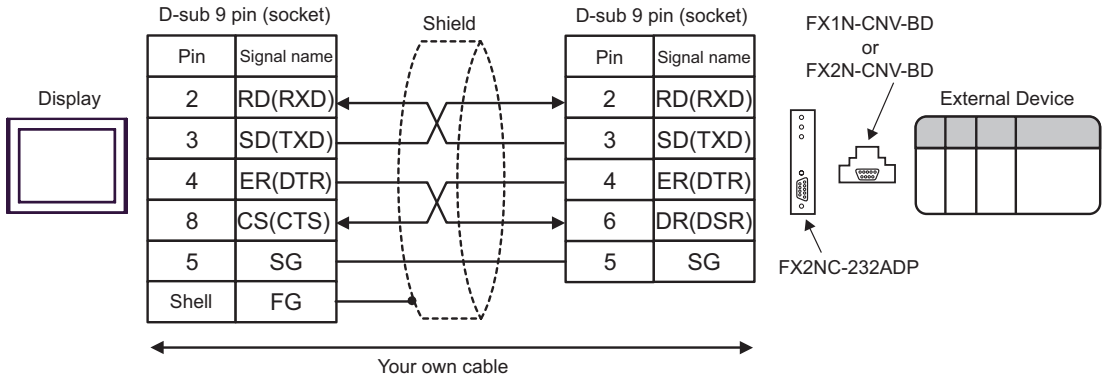 D-sub 9 pin (socket)
Shield
D-sub 9 pin (socket)
FX1N-CNV-BD
or
FX2N-CNV-BD
Display
External Device
Pin Signal name
2 RD(RXD)
3 SD(TXD)
4 ER(DTR)
8 CS(CTS)
5 SG
Shell FG
Pin Signal name
2 RD(RXD)
3 SD(TXD)
4 ER(DTR)
6 DR(DSR)
5 SG
FX2NC-232ADP
Your own cable